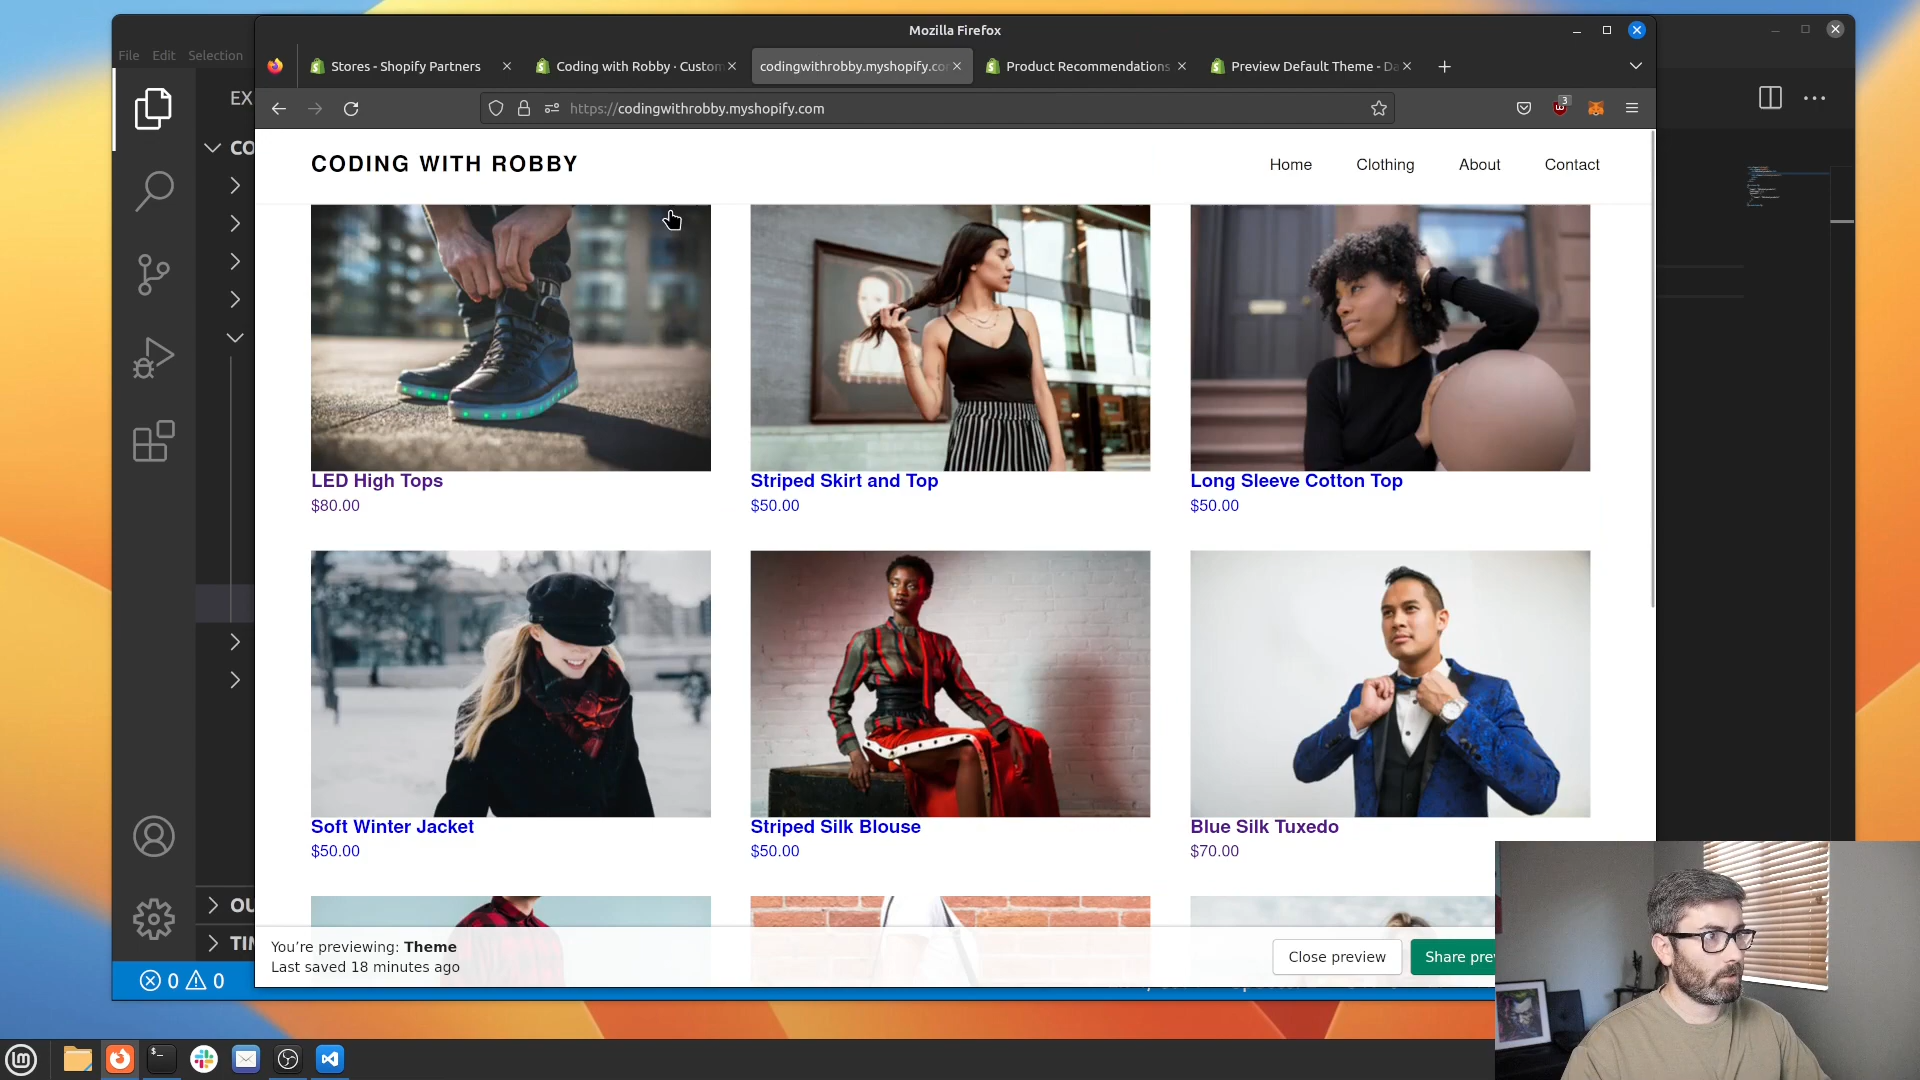 Mozilla Firefox
File Edit Selection
Stores - Shopify Partners
Coding with Robby · Custom
codingwithrobby.myshopify.co
Product Recommendations
Preview Default Theme - Da
https://codingwithrobby.myshopify.com
3
EX
CO
CODING WITH ROBBY
Home
Clothing
About
Contact
LED High Tops
Striped Skirt and Top
Long Sleeve Cotton Top
$80.00
$50.00
$50.00
Soft Winter Jacket
Striped Silk Blouse
Blue Silk Tuxedo
$50.00
$50.00
$70.00
OU
TI
You're previewing: Theme
Last saved 18 minutes ago
Close preview
Share pre
0 0